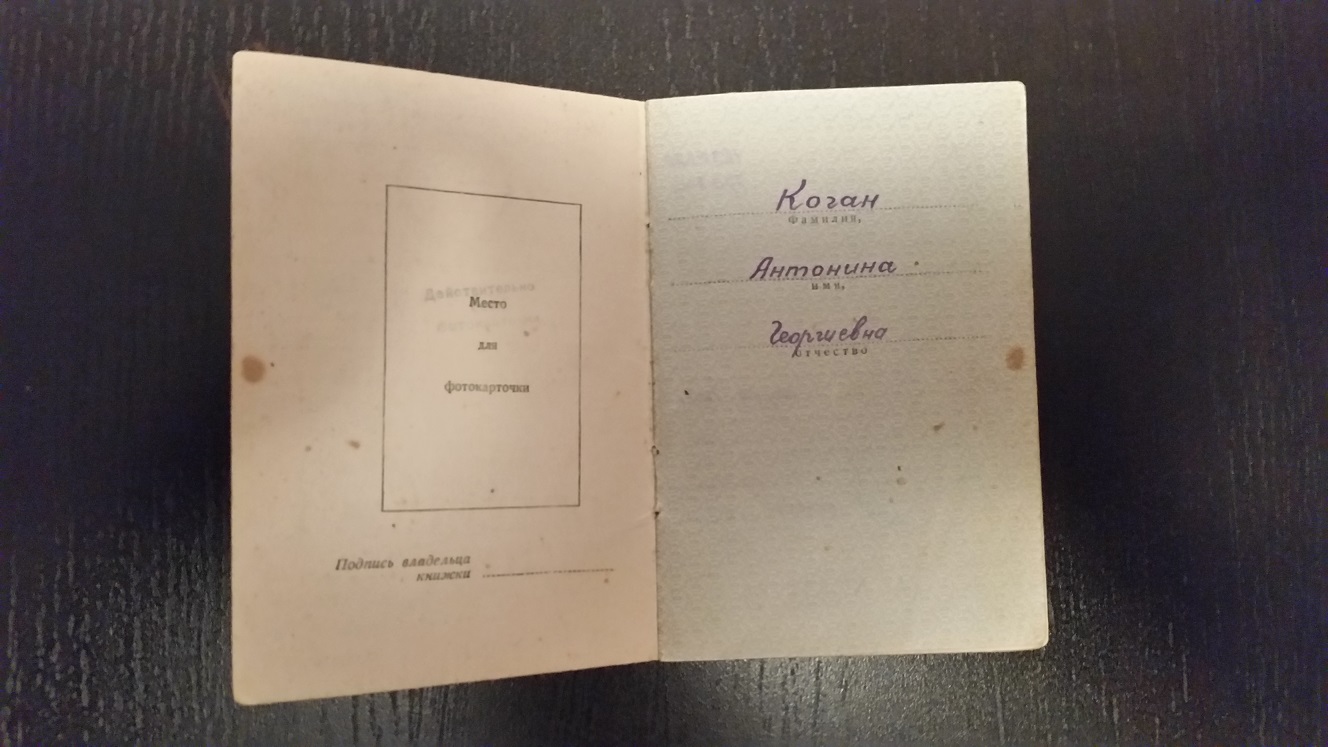 Место
для
фотокарточки
Подпись владельца
книжки
Коган
Фамилия,
Антонина
имя,
Георгиевна
отчество